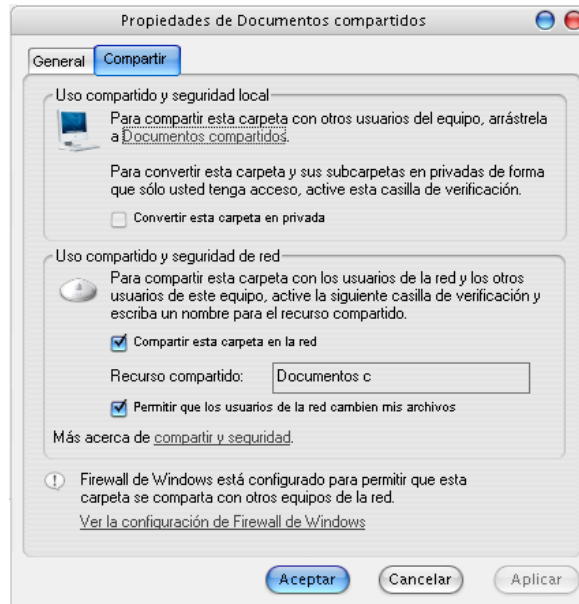 Propiedades de Documentos compartidos
General
Compartir
Uso compartido y seguridad local
Para compartir esta carpeta con otros usuarios del equipo, arrástrela
a Documentos compartidos.
Para convertir esta carpeta y sus subcarpetas en privadas de forma
que sólo usted tenga acceso, active esta casilla de verificación.
Convertir esta carpeta en privada
Uso compartido y seguridad de red
Para compartir esta carpeta con los usuarios de la red y los otros
usuarios de este equipo, active la siguiente casilla de verificación y
escriba un nombre para el recurso compartido.
Compartir esta carpeta en la red
Recurso compartido: Documentos c
Permitir que los usuarios de la red cambien mis archivos
Más acerca de compartir y seguridad.
Firewall de Windows está configurado para permitir que esta
carpeta se comparta con otros equipos de la red.
Ver la configuración de Firewall de Windows
Aceptar Cancelar Aplicar